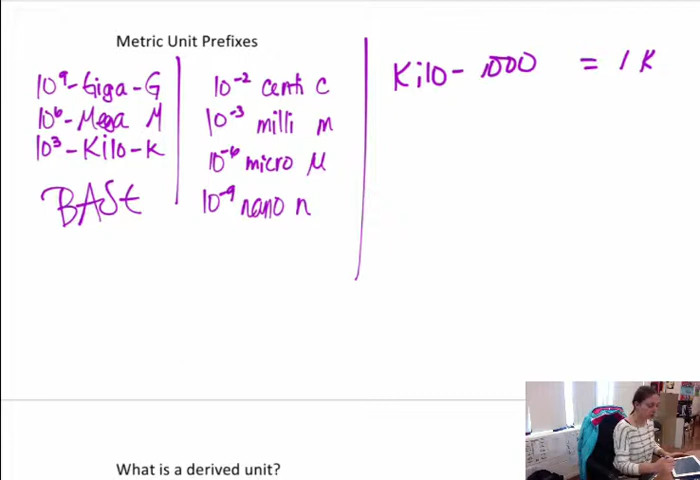 Metric Unit Prefixes
10⁹-Giga-G
10⁶-Mega M
10³-Kilo-K
BASE
10⁻² centi c
10⁻³ milli m
10⁻⁶ micro μ
10⁻⁹ nano n
Kilo- 1000 = 1 K
What is a derived unit?